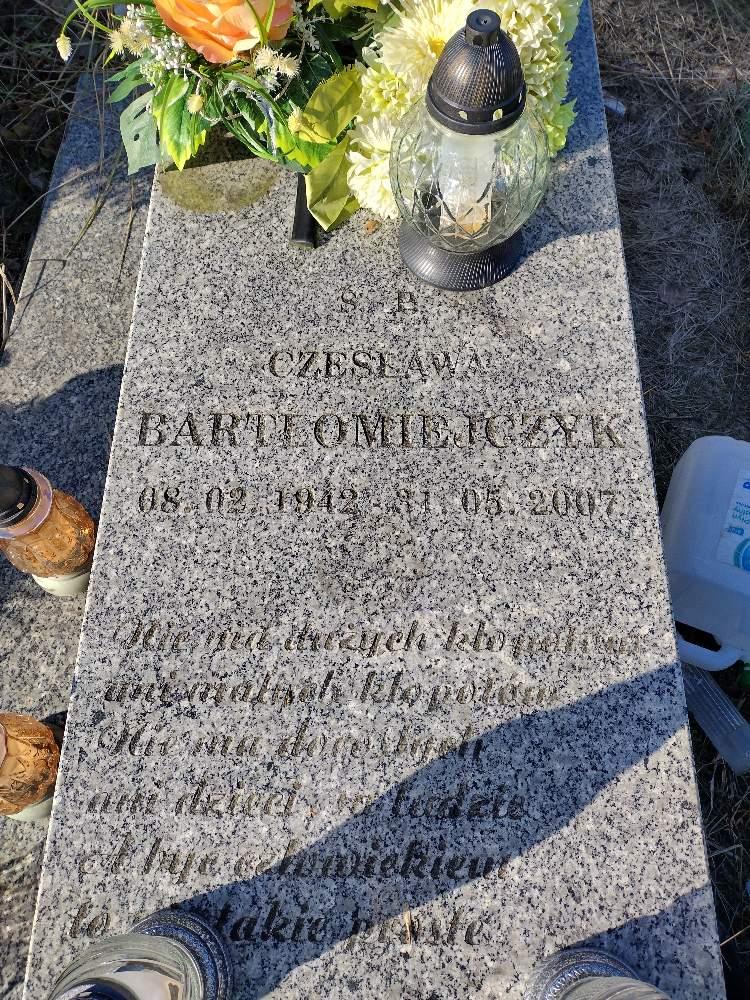 Ś. P.
CZESŁAWA
BARTŁOMIEJCZYK
08. 02. 1942 - 31. 05. 2007
Nie ma dużych kłopotów
ani małych kłopotów
Nie ma dorosłych
ani dzieci, są ludzie
A być człowiekiem
to takie proste